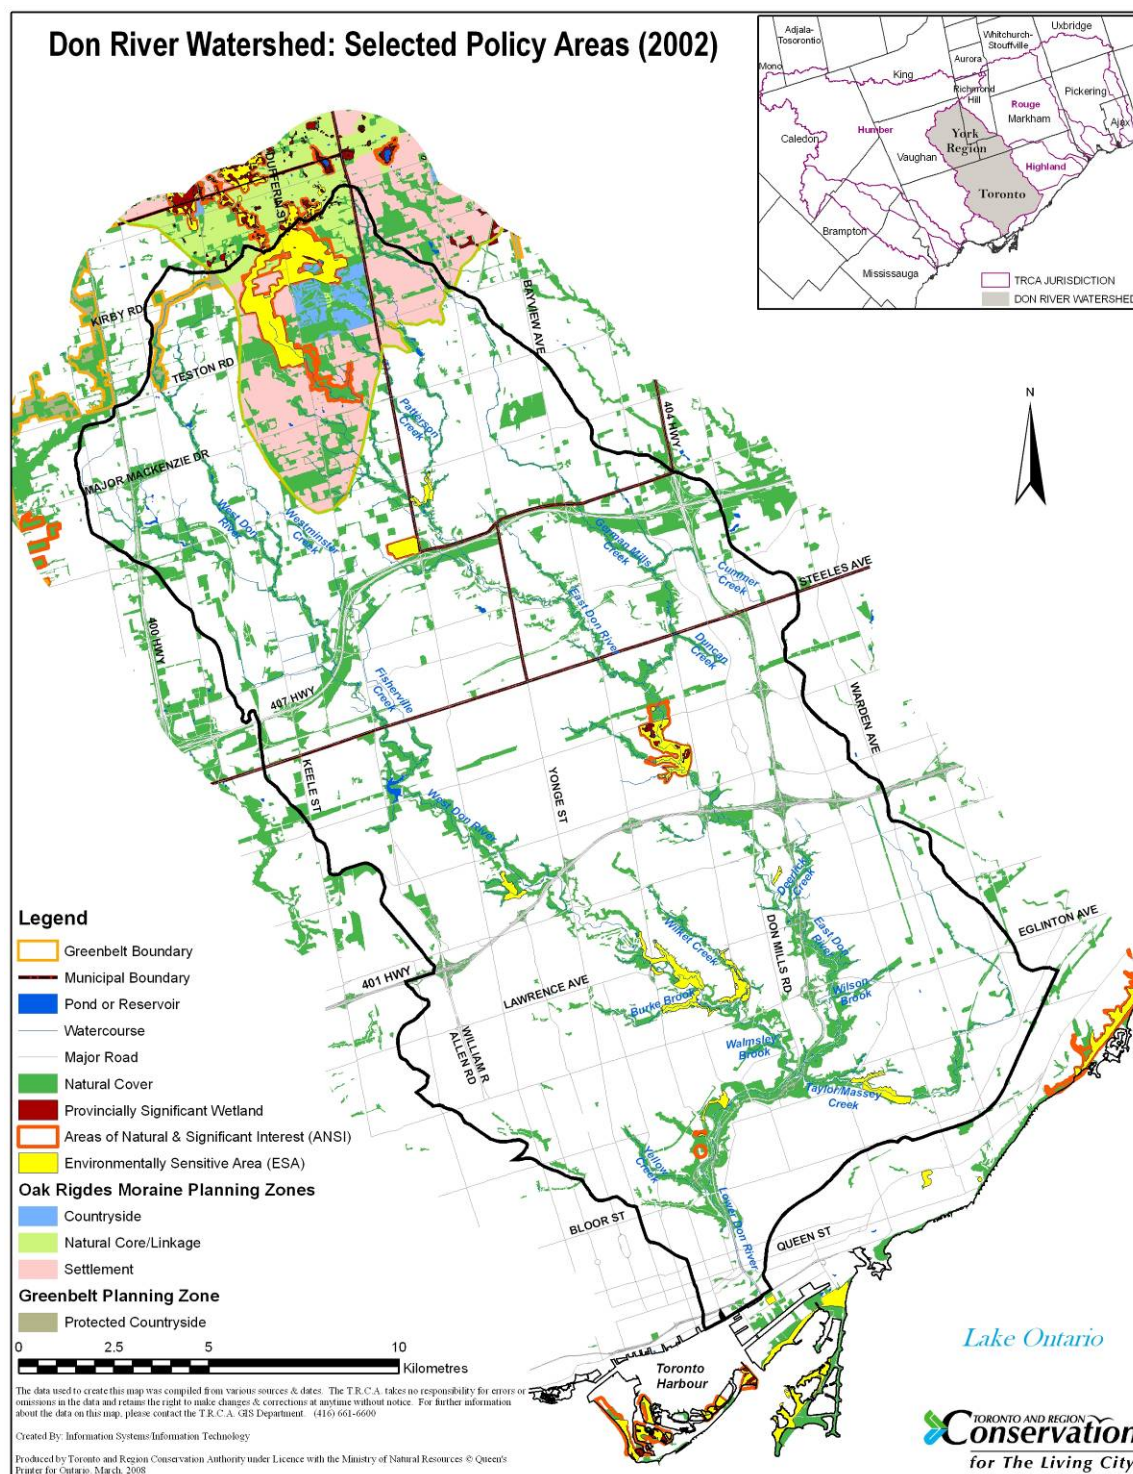 Don River Watershed: Selected Policy Areas (2002)
Adjala-
Tosorontio
Uxbridge
Whitchurch-
Stouffville
Mono
Aurora
King
Richmond
Hill
Pickering
Rouge
Markham
Ajax
Humber
Caledon
York
Region
Vaughan
Highland
Toronto
Brampton
Mississauga
TRCA JURISDICTION
DON RIVER WATERSHED
N
DUFFERIN ST
KIRBY RD
BAYVIEW AVE
TESTON RD
Patterson
Creek
404 HWY
MAJOR MACKENZIE DR
West Don
River
Westminster
Creek
German Mills
Creek
Cummer
Creek
STEELES AVE
East Don River
400 HWY
Duncan
Creek
Fisherville
Creek
407 HWY
WARDEN AVE
KEELE ST
YONGE ST
West Don River
Deerlick
Creek
Legend
Greenbelt Boundary
Municipal Boundary
Pond or Reservoir
Watercourse
Major Road
Natural Cover
Provincially Significant Wetland
Areas of Natural & Significant Interest (ANSI)
Environmentally Sensitive Area (ESA)
Oak Rigdes Moraine Planning Zones
Countryside
Natural Core/Linkage
Settlement
Greenbelt Planning Zone
Protected Countryside
EGLINTON AVE
Wilket Creek
DON MILLS RD
East Don
River
401 HWY
LAWRENCE AVE
Wilson
Brook
Burke Brook
WILLIAM R
ALLEN RD
Walmsley
Brook
Taylor/Massey
Creek
Yellow
Creek
Lower Don River
BLOOR ST
QUEEN ST
0 2.5 5 10
Kilometres
Toronto
Harbour
Lake Ontario
The data used to create this map was compiled from various sources & dates. The T.R.C.A. takes no responsibility for errors or
omissions in the data and retains the right to make changes & corrections at anytime without notice. For further information
about the data on this map, please contact the T.R.C.A. GIS Department. (416) 661-6600
Created By: Information Systems/Information Technology
Produced by Toronto and Region Conservation Authority under Licence with the Ministry of Natural Resources © Queen's
Printer for Ontario. March, 2008
TORONTO AND REGION
Conservation
for The Living City